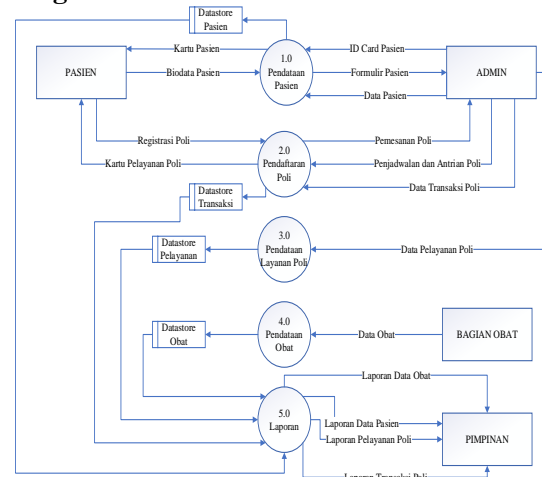 Datastore
Pasien
Kartu Pasien
ID Card Pasien
1.0
Pendataan
Pasien
PASIEN
Biodata Pasien
Formulir Pasien
ADMIN
Data Pasien
Registrasi Poli
Pemesanan Poli
2.0
Pendaftaran
Poli
Kartu Pelayanan Poli
Penjadwalan dan Antrian Poli
Data Transaksi Poli
Datastore
Transaksi
3.0
Pendataan
Layanan Poli
Datastore
Pelayanan
Data Pelayanan Poli
4.0
Pendataan
Obat
Datastore
Obat
Data Obat
BAGIAN OBAT
Laporan Data Obat
5.0
Laporan
Laporan Data Pasien
Laporan Pelayanan Poli
PIMPINAN
Laporan Transaksi Poli